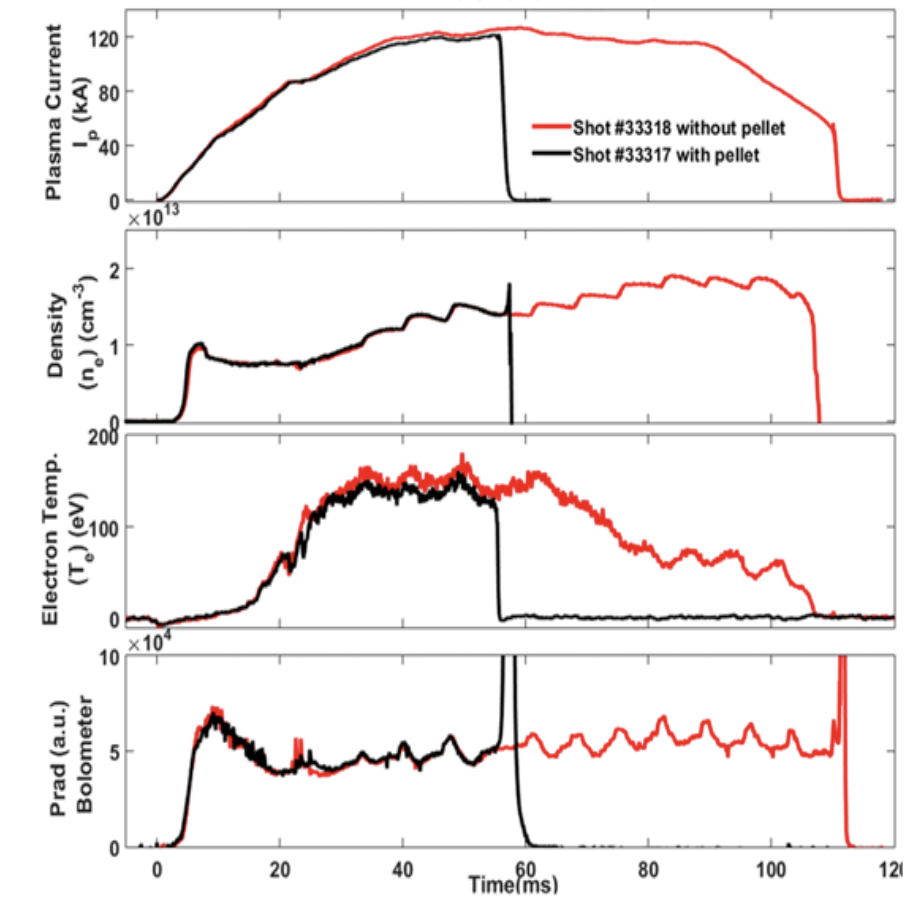 Plasma Current
I_p (kA)
120
80
40
0
Shot #33318 without pellet
Shot #33317 with pellet
×10^13
Density
(n_e) (cm^-3)
2
1
0
Electron Temp.
(T_e) (eV)
200
100
0
×10^4
Prad (a.u.)
Bolometer
10
5
0
0 20 40 60 80 100 120
Time(ms)